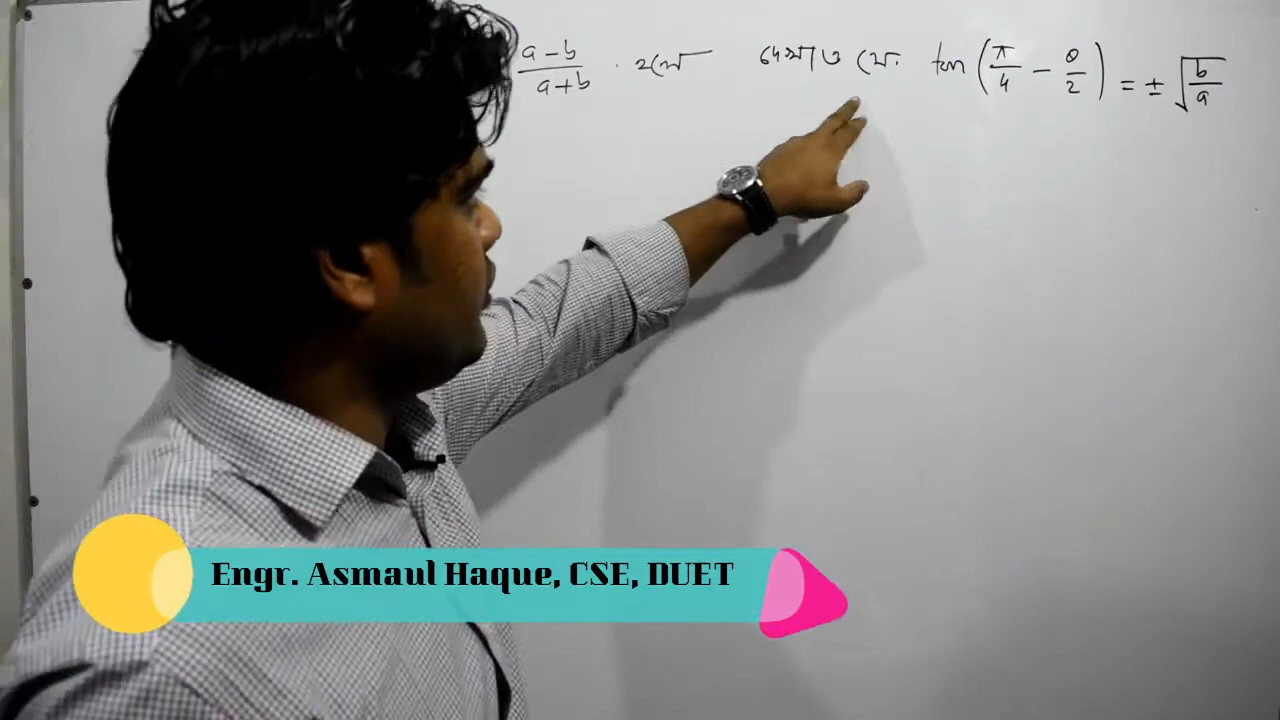 a-b/a+b . হলে দেখাও যে. tan(π/4 - θ/2) = ±√(b/a)
Engr. Asmaul Haque, CSE, DUET